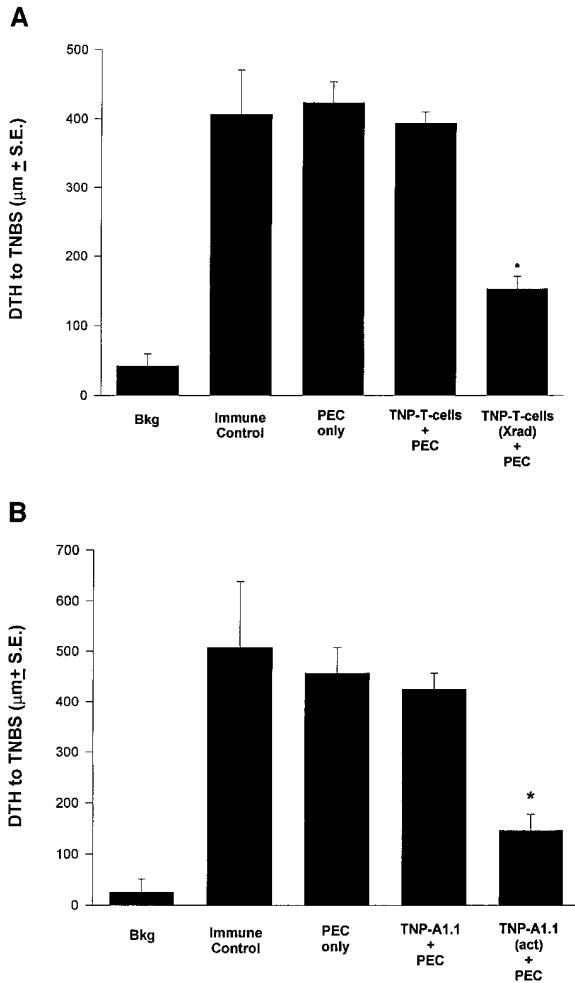 A
DTH to TNBS (µm ± S.E.)
500
400
300
200
100
0
*
Bkg
Immune
Control
PEC
only
TNP-T-cells
+
PEC
TNP-T-cells
(Xrad)
+
PEC
B
DTH to TNBS (µm± S.E.)
700
600
500
400
300
200
100
0
*
Bkg
Immune
Control
PEC
only
TNP-A1.1
+
PEC
TNP-A1.1
(act)
+
PEC